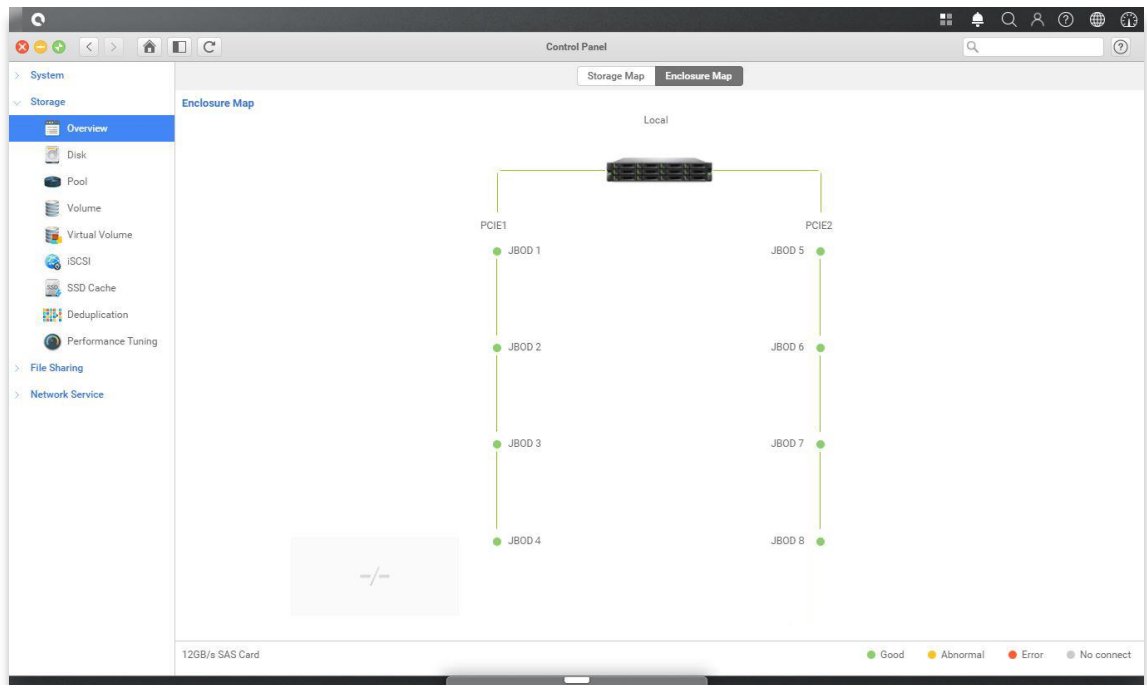 Control Panel
System
Storage
Overview
Disk
Pool
Volume
Virtual Volume
iSCSI
SSD Cache
Deduplication
Performance Tuning
File Sharing
Network Service
Storage Map Enclosure Map
Enclosure Map
Local
PCIE1 PCIE2
JBOD 1 JBOD 5
JBOD 2 JBOD 6
JBOD 3 JBOD 7
JBOD 4 JBOD 8
-/-
12GB/s SAS Card Good Abnormal Error No connect